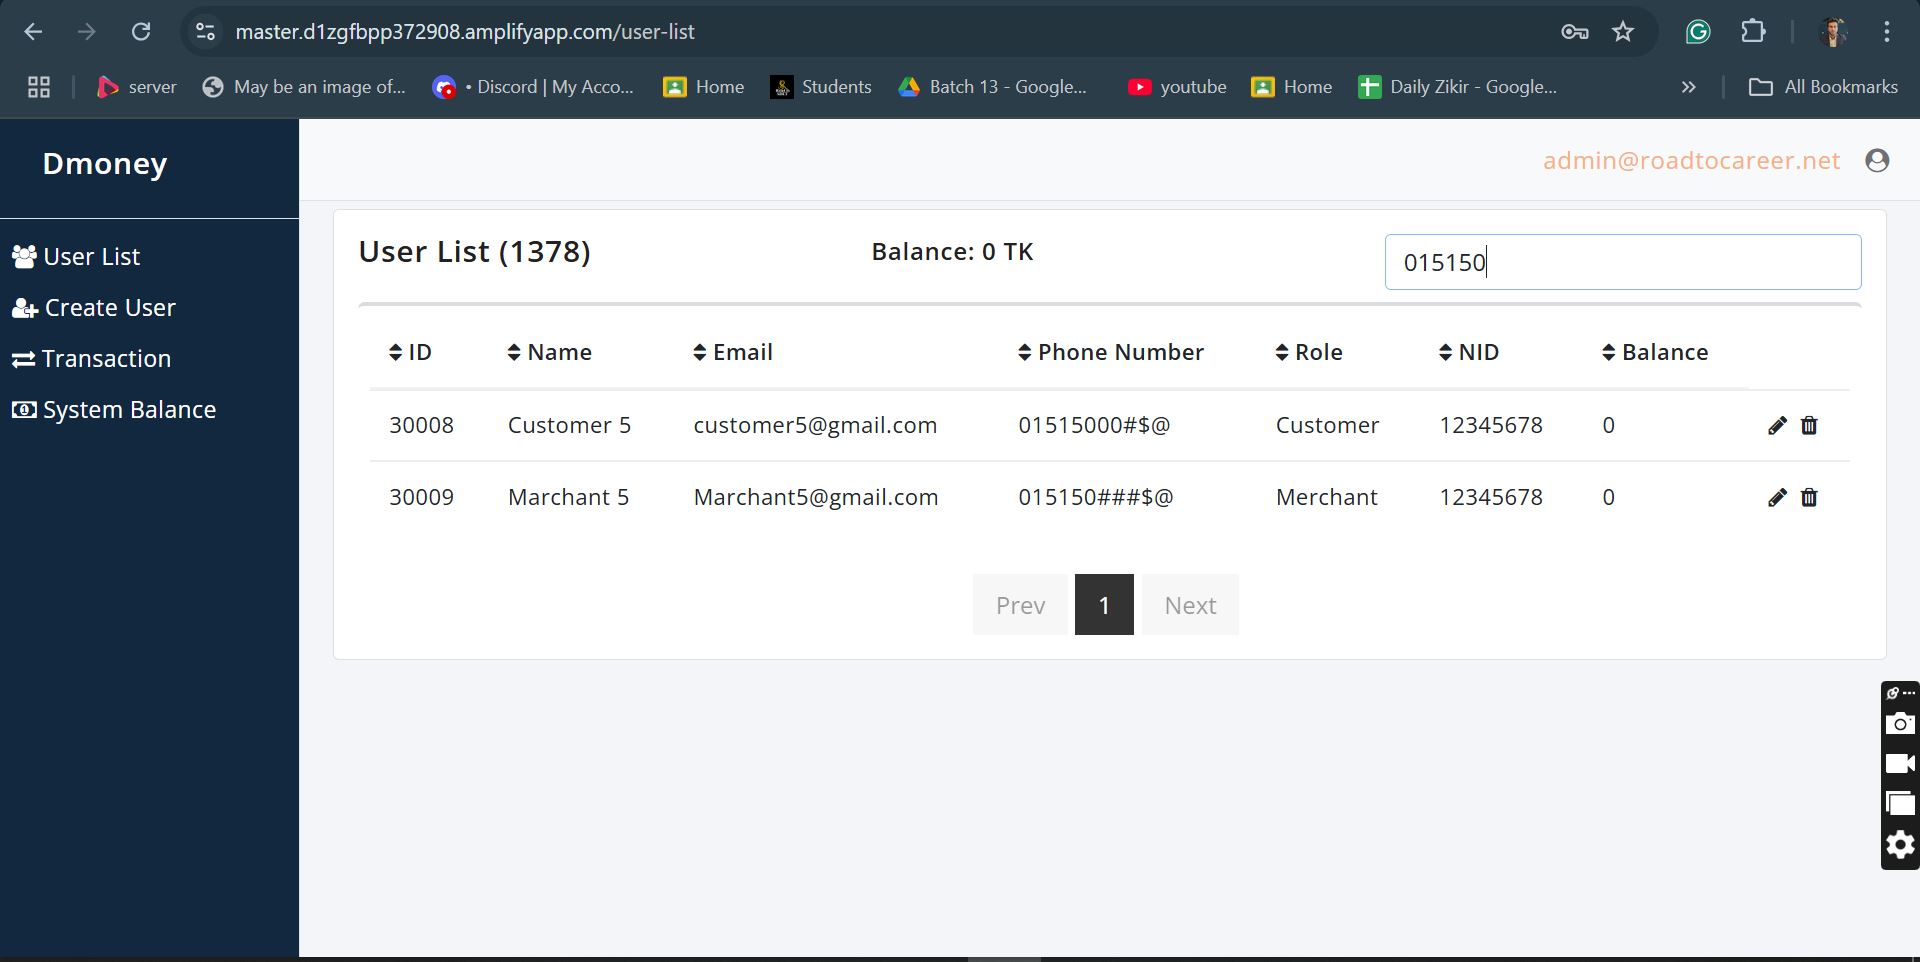 master.d1zgfbpp372908.amplifyapp.com/user-list
server May be an image of... • Discord | My Acco... Home Students Batch 13 - Google... youtube Home Daily Zikir - Google... » All Bookmarks
Dmoney
admin@roadtocareer.net
User List
Create User
Transaction
System Balance
User List (1378) Balance: 0 TK 015150
ID Name Email Phone Number Role NID Balance
30008 Customer 5 customer5@gmail.com 01515000#$@ Customer 12345678 0
30009 Marchant 5 Marchant5@gmail.com 015150###$@ Merchant 12345678 0
Prev 1 Next